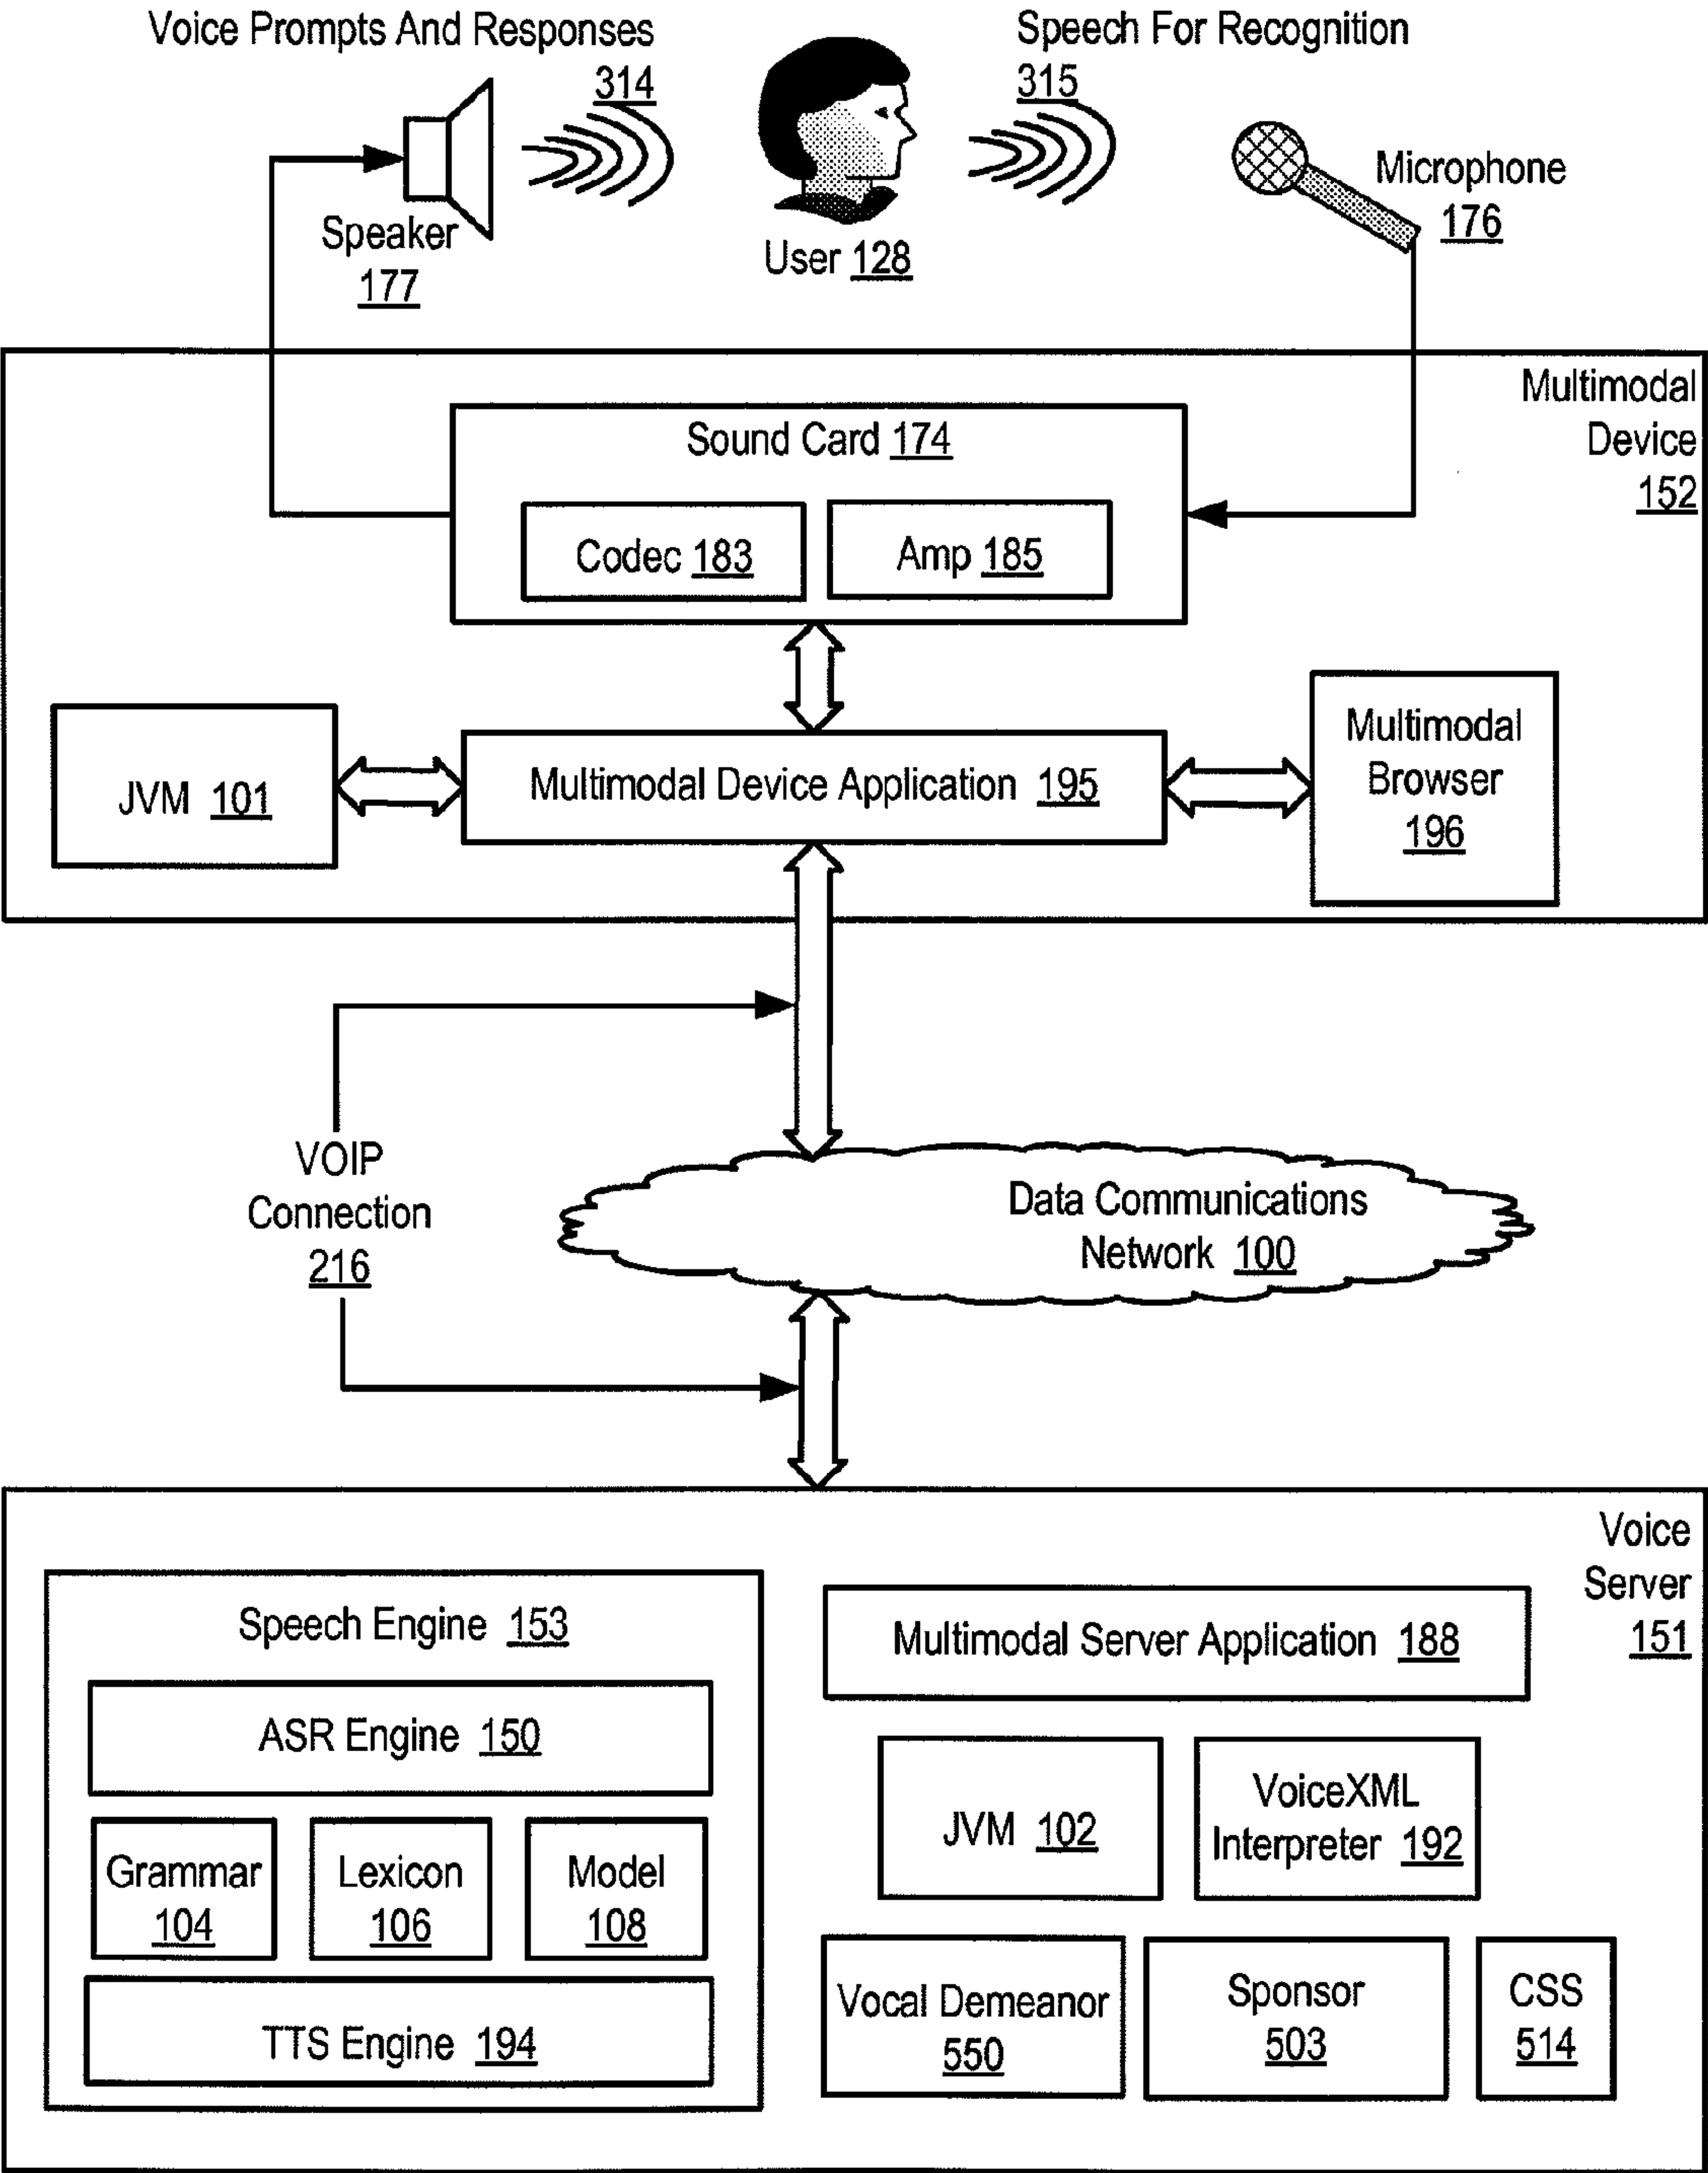 Voice Prompts And Responses
314
Speech For Recognition
315
Speaker
177
User 128
Microphone
176
Multimodal
Device
152
Sound Card 174
Codec 183
Amp 185
JVM 101
Multimodal Device Application 195
Multimodal
Browser
196
VOIP
Connection
216
Data Communications
Network 100
Voice
Server
151
Speech Engine 153
ASR Engine 150
Grammar
104
Lexicon
106
Model
108
TTS Engine 194
Multimodal Server Application 188
JVM 102
VoiceXML
Interpreter 192
Vocal Demeanor
550
Sponsor
503
CSS
514